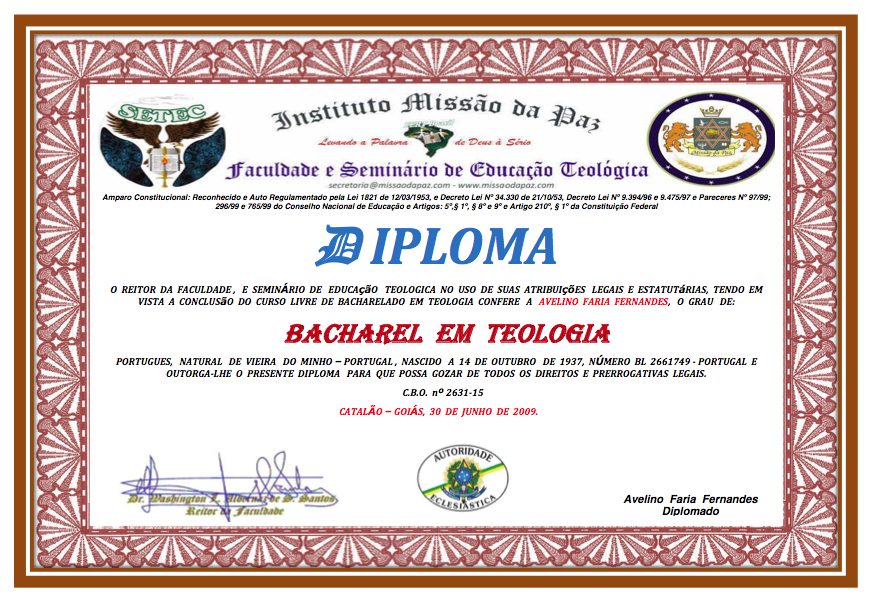 SETEC
Instituto Missão da Paz
Levando a Palavra de Deus à Sério
Missão da Paz
Faculdade e Seminário de Educação Teológica
secretaria@missaodapaz.com - www.missaodapaz.com
Amparo Constitucional: Reconhecido e Auto Regulamentado pela Lei 1821 de 12/03/1953, e Decreto Lei Nº 34.330 de 21/10/53, Decreto Lei Nº 9.394/96 e 9.475/97 e Pareceres Nº 97/99;
296/99 e 765/99 do Conselho Nacional de Educação e Artigos: 5º,§ 1º, § 8º e 9º e Artigo 210º, § 1º da Constituição Federal
DIPLOMA
O REITOR DA FACULDADE, E SEMINÁRIO DE EDUCAÇÃO TEOLOGICA NO USO DE SUAS ATRIBUIÇÕES LEGAIS E ESTATUTÁRIAS, TENDO EM
VISTA A CONCLUSÃO DO CURSO LIVRE DE BACHARELADO EM TEOLOGIA CONFERE A AVELINO FARIA FERNANDES, O GRAU DE:
BACHAREL EM TEOLOGIA
PORTUGUES, NATURAL DE VIEIRA DO MINHO – PORTUGAL, NASCIDO A 14 DE OUTUBRO DE 1937, NÚMERO BL 2661749 - PORTUGAL E
OUTORGA-LHE O PRESENTE DIPLOMA PARA QUE POSSA GOZAR DE TODOS OS DIREITOS E PRERROGATIVAS LEGAIS.
C.B.O. nº 2631-15
CATALÃO – GOIÁS, 30 DE JUNHO DE 2009.
AUTORIDADE
ECLESIÁSTICA
Dr. Washington L. de S. Santos
Reitor da Faculdade
Avelino Faria Fernandes
Diplomado